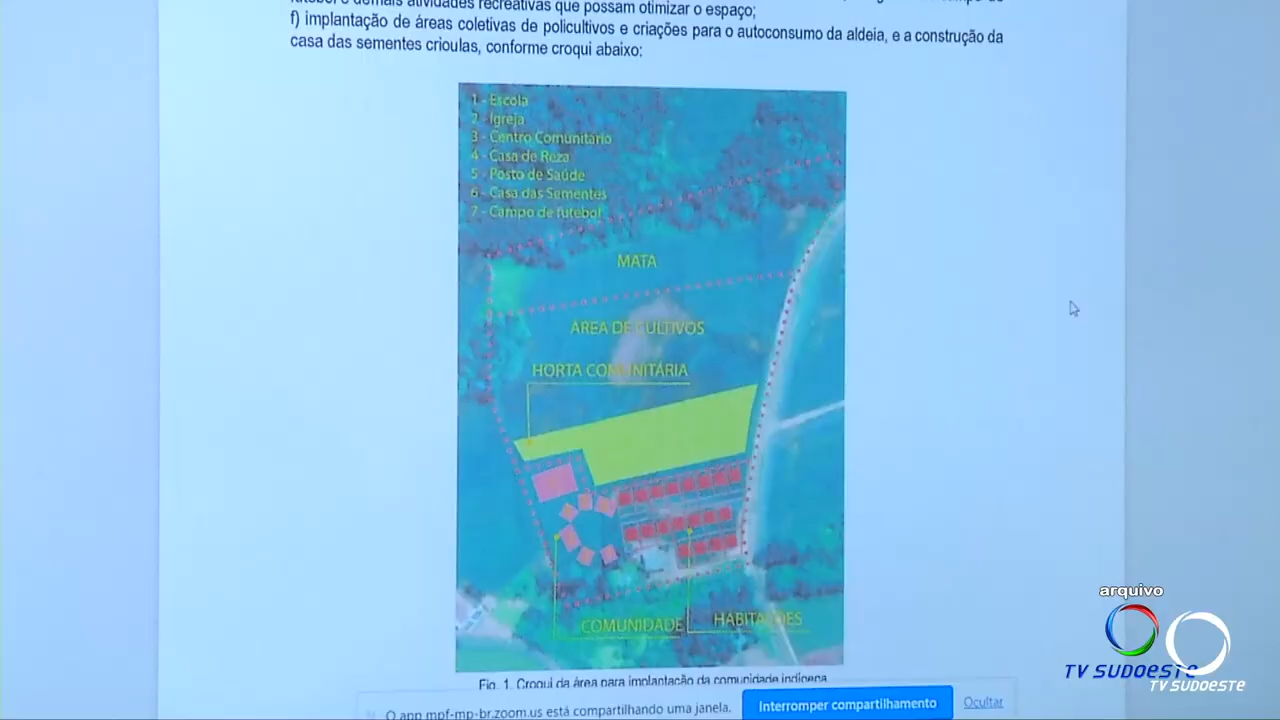 demais atividades recreativas que possam otimizar o espaço;
f) implantação de áreas coletivas de policultivos e criações para o autoconsumo da aldeia, e a construção da
casa das sementes crioulas, conforme croqui abaixo:
1 - Escola
2 - Igreja
3 - Centro Comunitário
4 - Casa de Reza
5 - Posto de Saúde
6 - Casa das Sementes
7 - Campo de futebol
MATA
ÁREA DE CULTIVOS
HORTA COMUNITÁRIA
COMUNIDADE
HABITAÇÕES
Fig. 1. Croqui da área para implantação da comunidade indígena
O app mpf-mp-br.zoom.us está compartilhando uma janela.
Interromper compartilhamento
Ocultar
arquivo
TV SUDOESTE
TV SUDOESTE